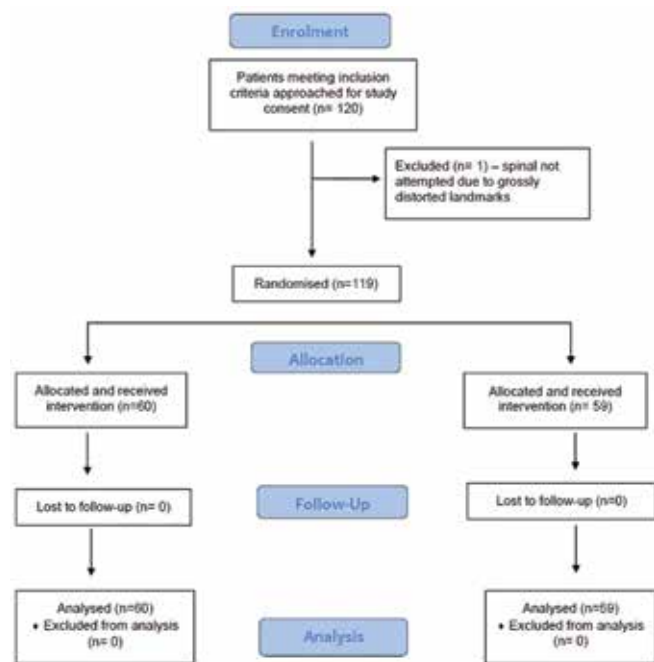 Enrolment
Patients meeting inclusion
criteria approached for study
consent (n= 120)
Excluded (n= 1) – spinal not
attempted due to grossly
distorted landmarks
Randomised (n=119)
Allocation
Allocated and received
intervention (n=60)
Allocated and received
intervention (n= 59)
Lost to follow-up (n= 0)
Follow-Up
Lost to follow-up (n=0)
Analysed (n=60)
• Excluded from analysis
(n= 0)
Analysed (n=59)
• Excluded from analysis
(n= 0)
Analysis